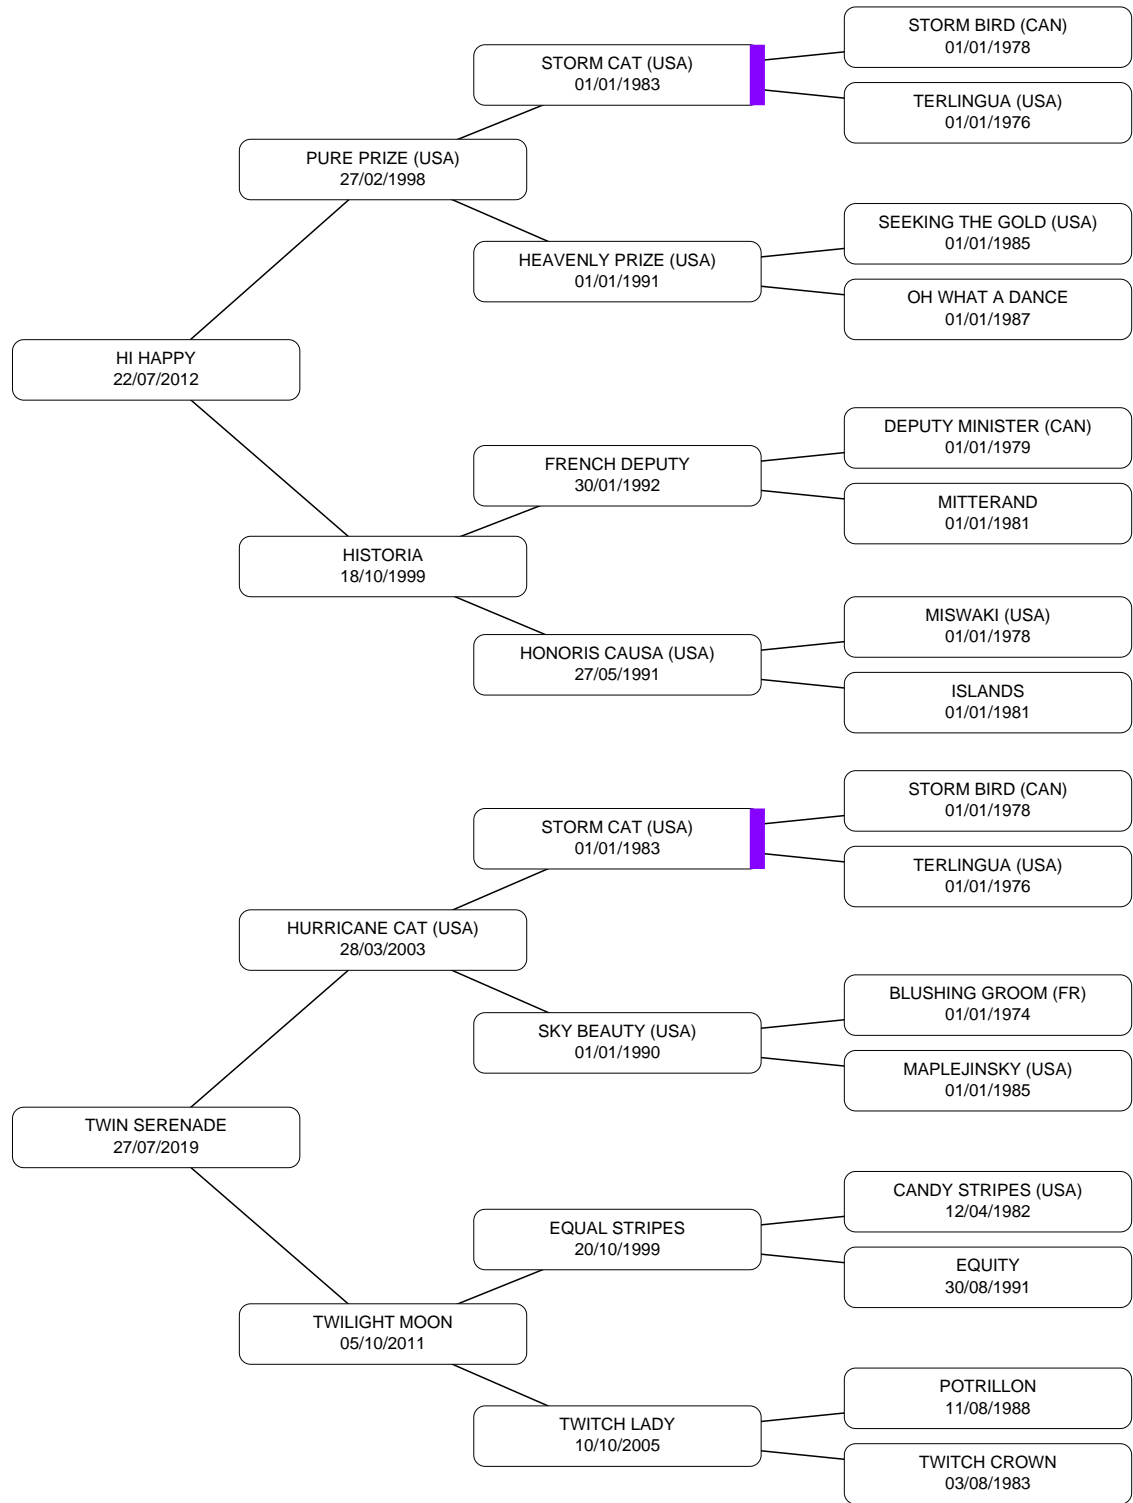 STORM BIRD (CAN)
01/01/1978
STORM CAT (USA)
01/01/1983
TERLINGUA (USA)
01/01/1976
PURE PRIZE (USA)
27/02/1998
SEEKING THE GOLD (USA)
01/01/1985
HEAVENLY PRIZE (USA)
01/01/1991
OH WHAT A DANCE
01/01/1987
HI HAPPY
22/07/2012
DEPUTY MINISTER (CAN)
01/01/1979
FRENCH DEPUTY
30/01/1992
MITTERAND
01/01/1981
HISTORIA
18/10/1999
MISWAKI (USA)
01/01/1978
HONORIS CAUSA (USA)
27/05/1991
ISLANDS
01/01/1981
STORM BIRD (CAN)
01/01/1978
STORM CAT (USA)
01/01/1983
TERLINGUA (USA)
01/01/1976
HURRICANE CAT (USA)
28/03/2003
BLUSHING GROOM (FR)
01/01/1974
SKY BEAUTY (USA)
01/01/1990
MAPLEJINSKY (USA)
01/01/1985
TWIN SERENADE
27/07/2019
CANDY STRIPES (USA)
12/04/1982
EQUAL STRIPES
20/10/1999
EQUITY
30/08/1991
TWILIGHT MOON
05/10/2011
POTRILLON
11/08/1988
TWITCH LADY
10/10/2005
TWITCH CROWN
03/08/1983